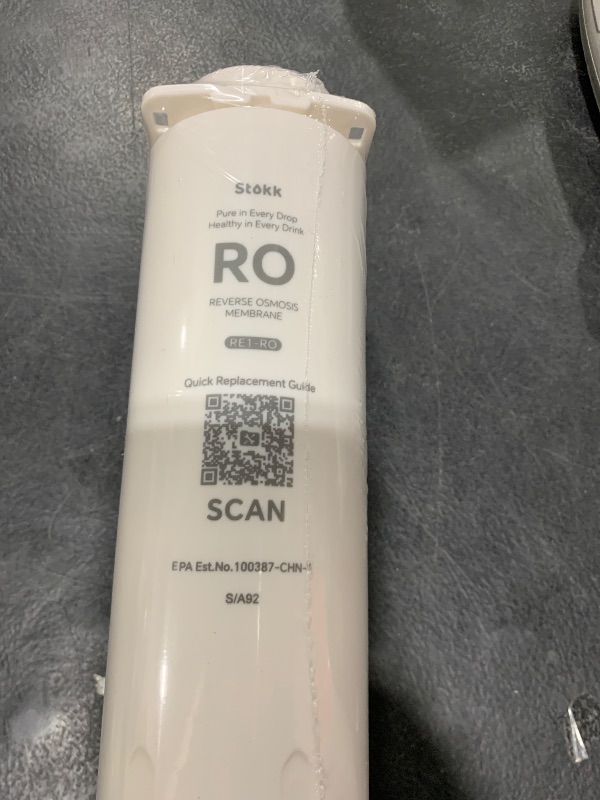 Stokk
Pure in Every Drop
Healthy in Every Drink
RO
REVERSE OSMOSIS
MEMBRANE
RE1-RO
Quick Replacement Guide
SCAN
EPA Est.No.100387-CHN-
S/A92